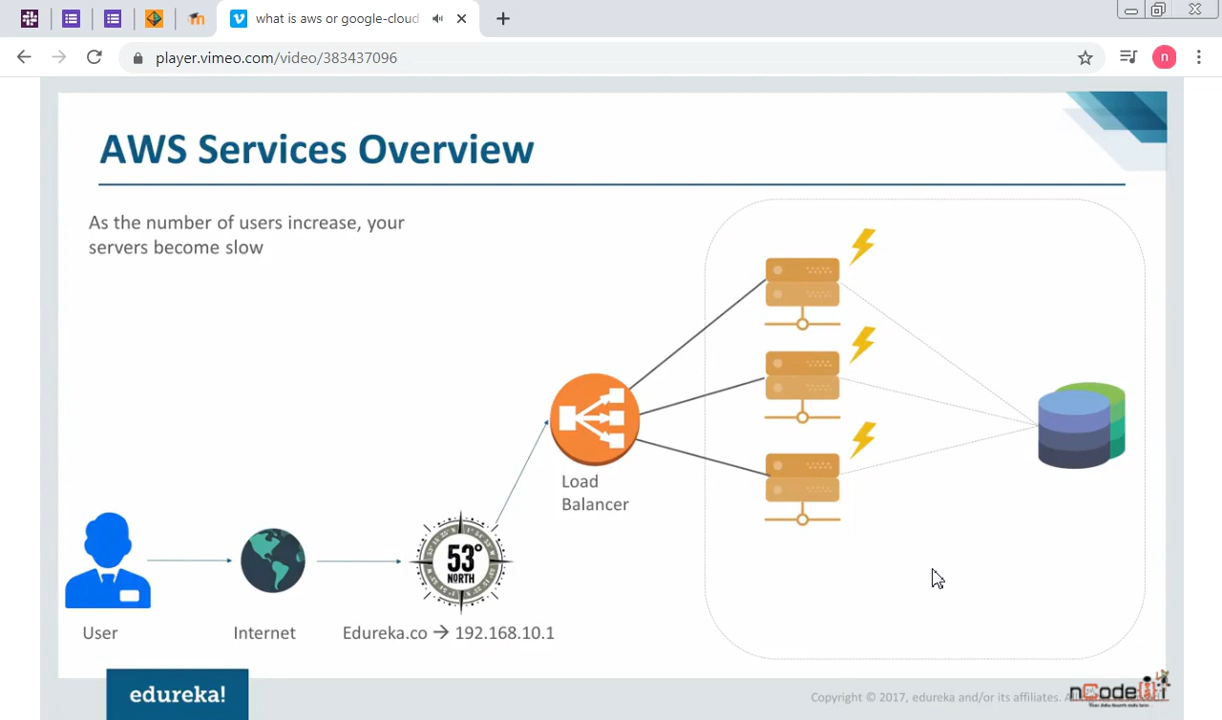 what is aws or google-cloud
player.vimeo.com/video/383437096
n
AWS Services Overview
As the number of users increase, your
servers become slow
Load
Balancer
53°
NORTH
User
Internet
Edureka.co → 192.168.10.1
edureka!
Copyright © 2017, edureka and/or its affiliates.